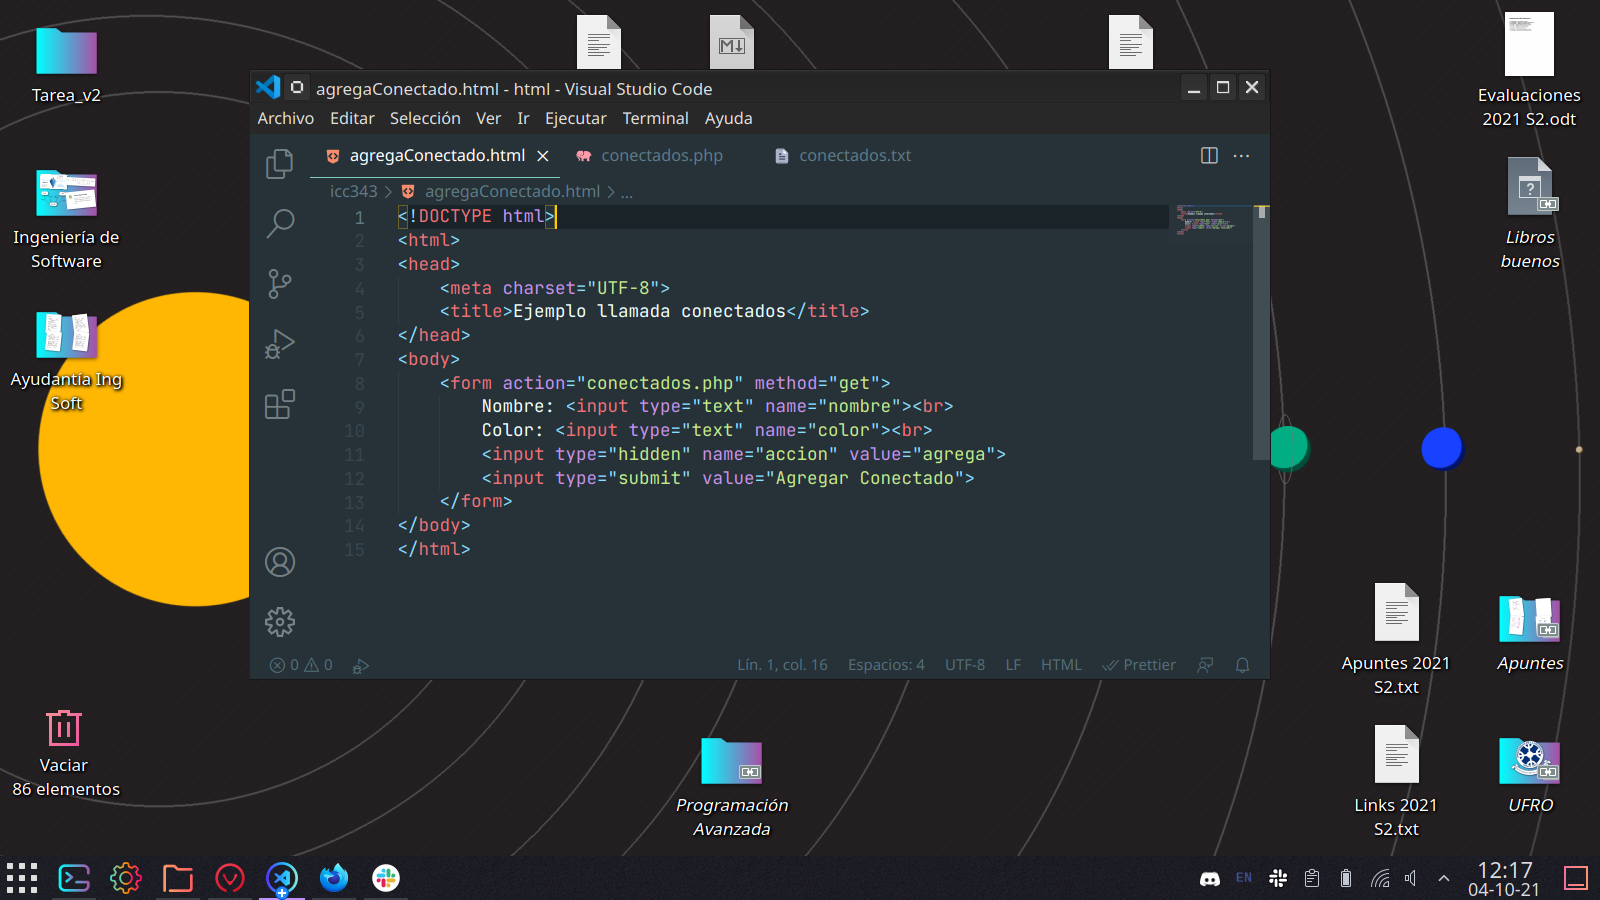 Tarea_v2
Ingeniería de
Software
Ayudantía Ing
Soft
Vaciar
86 elementos
agregaConectado.html - html - Visual Studio Code
Archivo Editar Selección Ver Ir Ejecutar Terminal Ayuda
agregaConectado.html conectados.php conectados.txt
icc343 > agregaConectado.html > ...
1 <!DOCTYPE html>
2 <html>
3 <head>
4 <meta charset="UTF-8">
5 <title>Ejemplo llamada conectados</title>
6 </head>
7 <body>
8 <form action="conectados.php" method="get">
9 Nombre: <input type="text" name="nombre"><br>
10 Color: <input type="text" name="color"><br>
11 <input type="hidden" name="accion" value="agrega">
12 <input type="submit" value="Agregar Conectado">
13 </form>
14 </body>
15 </html>
0 0 Lín. 1, col. 16 Espacios: 4 UTF-8 LF HTML Prettier
Programación
Avanzada
Evaluaciones
2021 S2.odt
Libros
buenos
Apuntes 2021
S2.txt
Apuntes
Links 2021
S2.txt
UFRO
EN
12:17
04-10-21